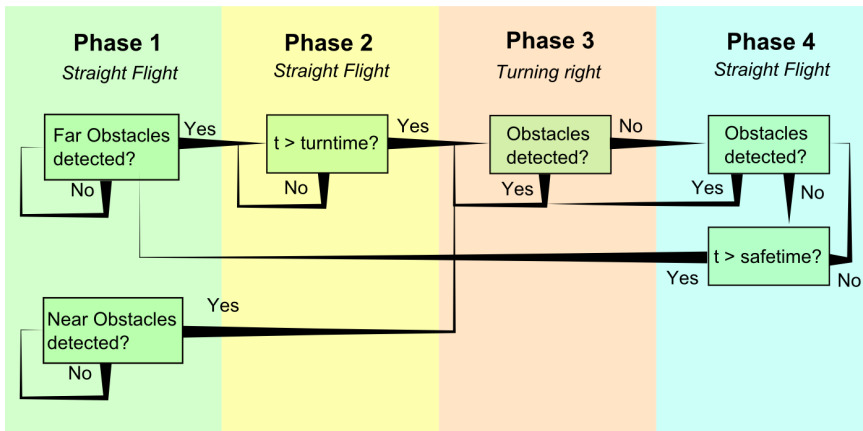 Phase 1
Straight Flight
Phase 2
Straight Flight
Phase 3
Turning right
Phase 4
Straight Flight
Far Obstacles
detected?
Yes
No
t > turntime?
Yes
No
Obstacles
detected?
No
Yes
Obstacles
detected?
Yes
No
t > safetime?
Yes
No
Near Obstacles
detected?
Yes
No